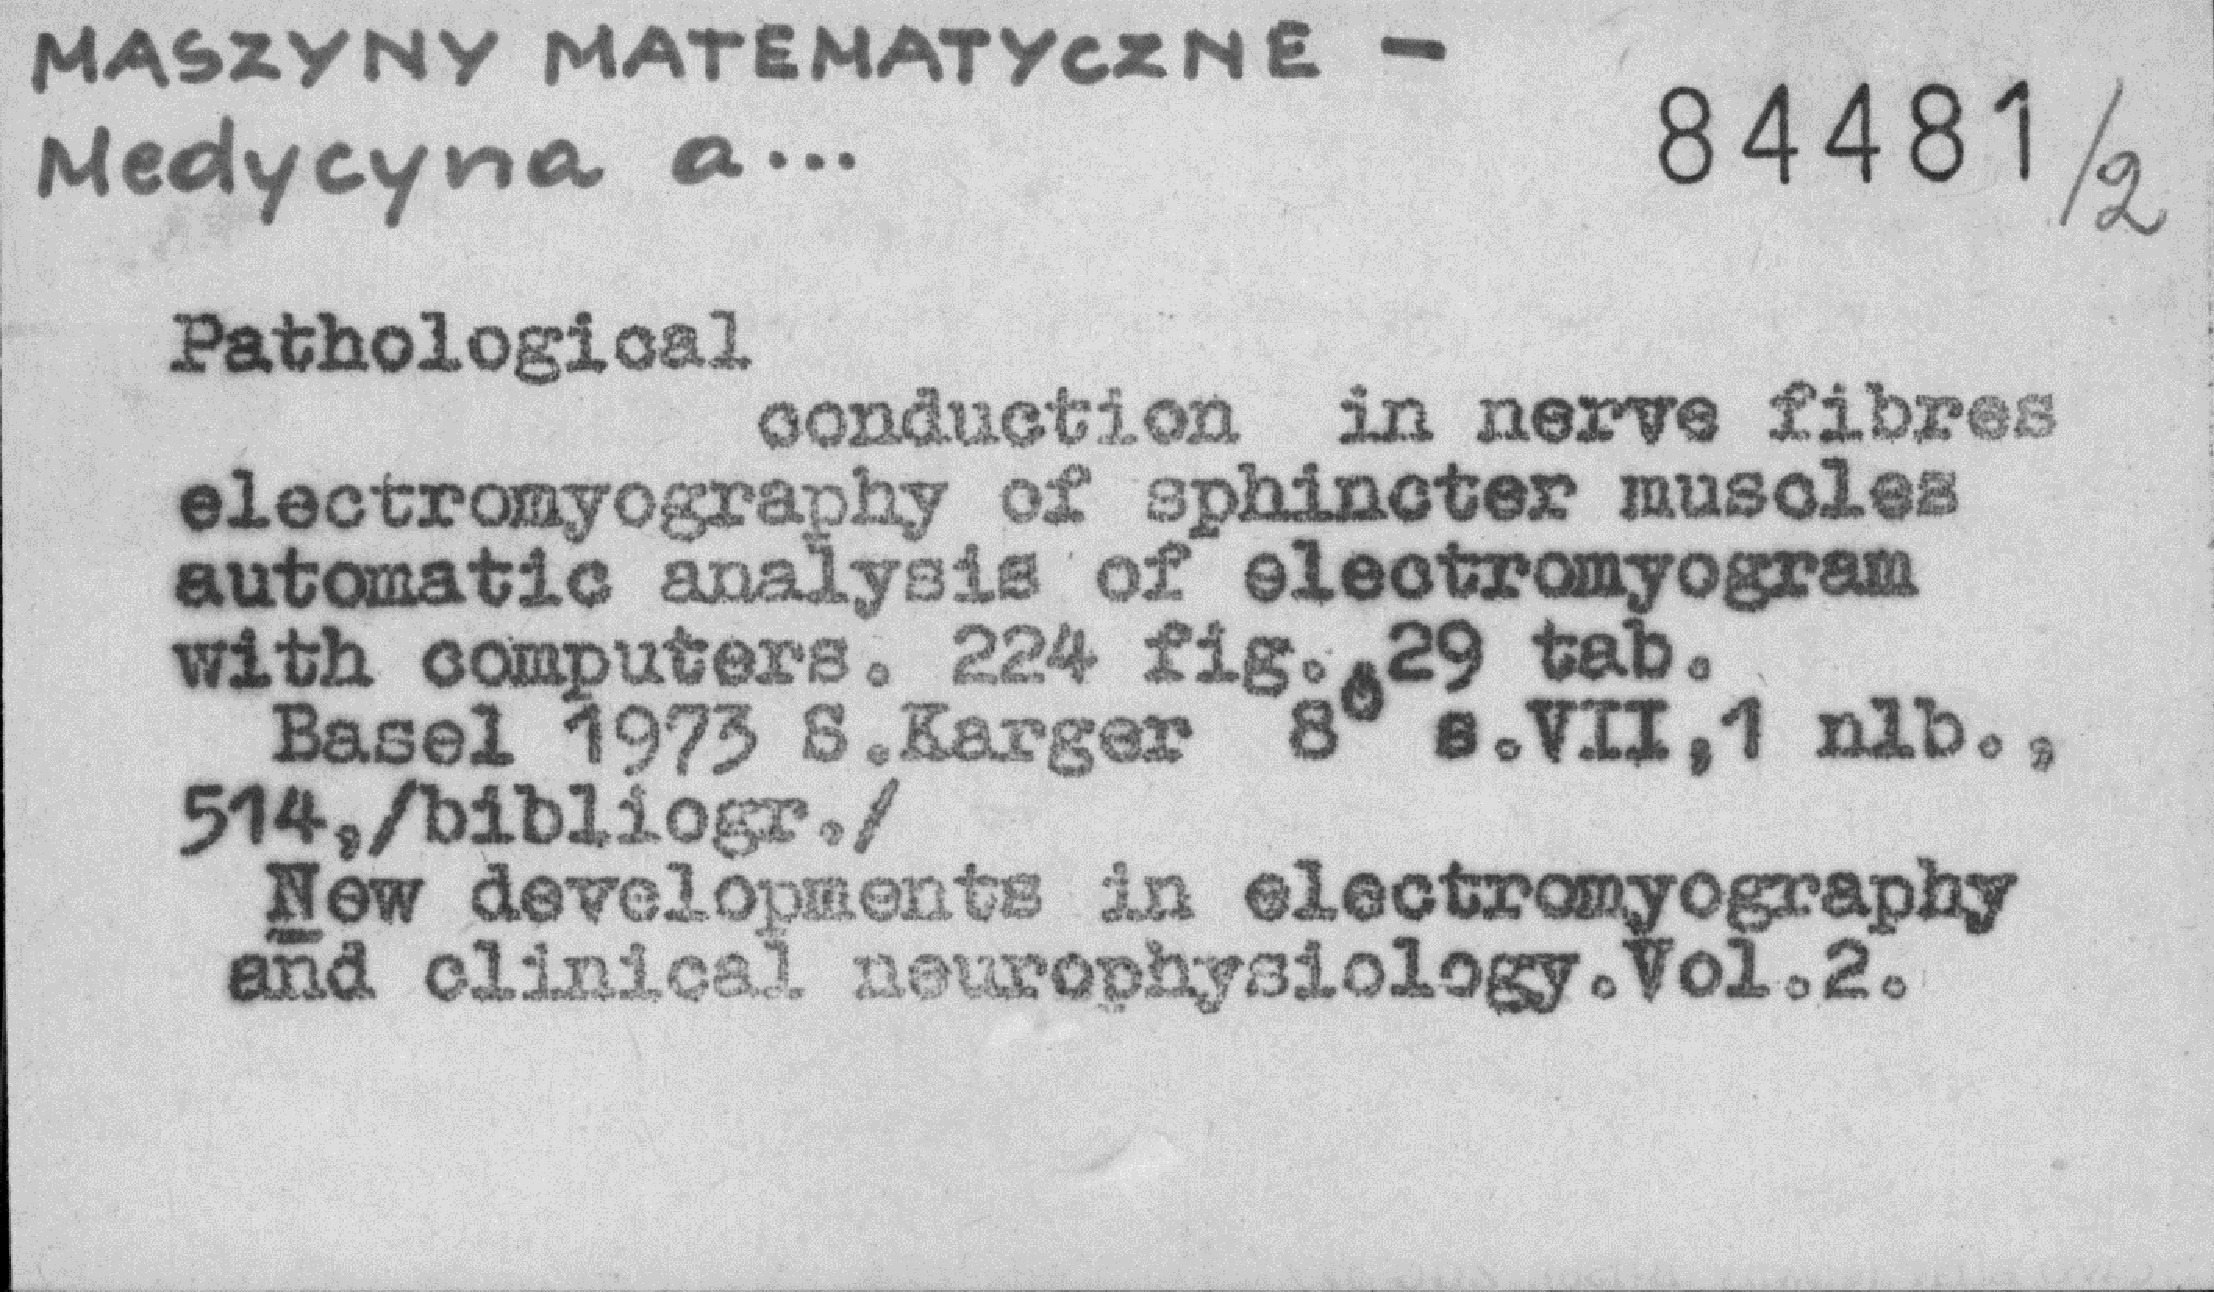 MASZYNY MATEMATYCZNE –
Medycyna a...
84481/2
Pathological
conduction in nerve fibres
electromyography of sphincter muscles
automatic analysis of electromyogram
with computers. 224 fig.,29 tab.
Basel 1973 S.Karger 8° s.VII,1 nlb.,
514,/bibliogr./
New developments in electromyography
and clinical neurophysiology.Vol.2.